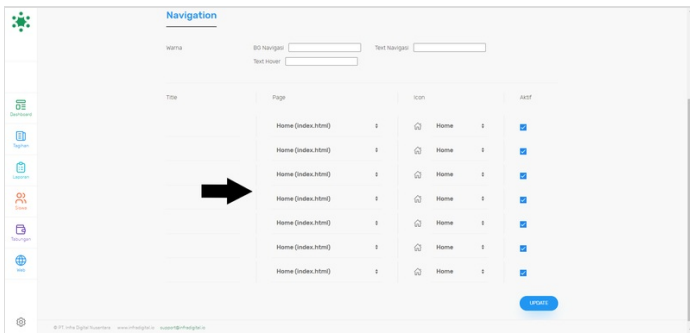 Navigation
Warna
BG Navigasi
Text Navigasi
Text Hover
Title
Page
Icon
Aktif
Home (index.html)
Home
Home (index.html)
Home
Dashboard
Home (index.html)
Home
Tagihan
Home (index.html)
Home
Laporan
Home (index.html)
Home
Siswa
Home (index.html)
Home
Tabungan
Home (index.html)
Home
Web
UPDATE
© PT. Infra Digital Nusantara www.infradigital.io support@infradigital.io